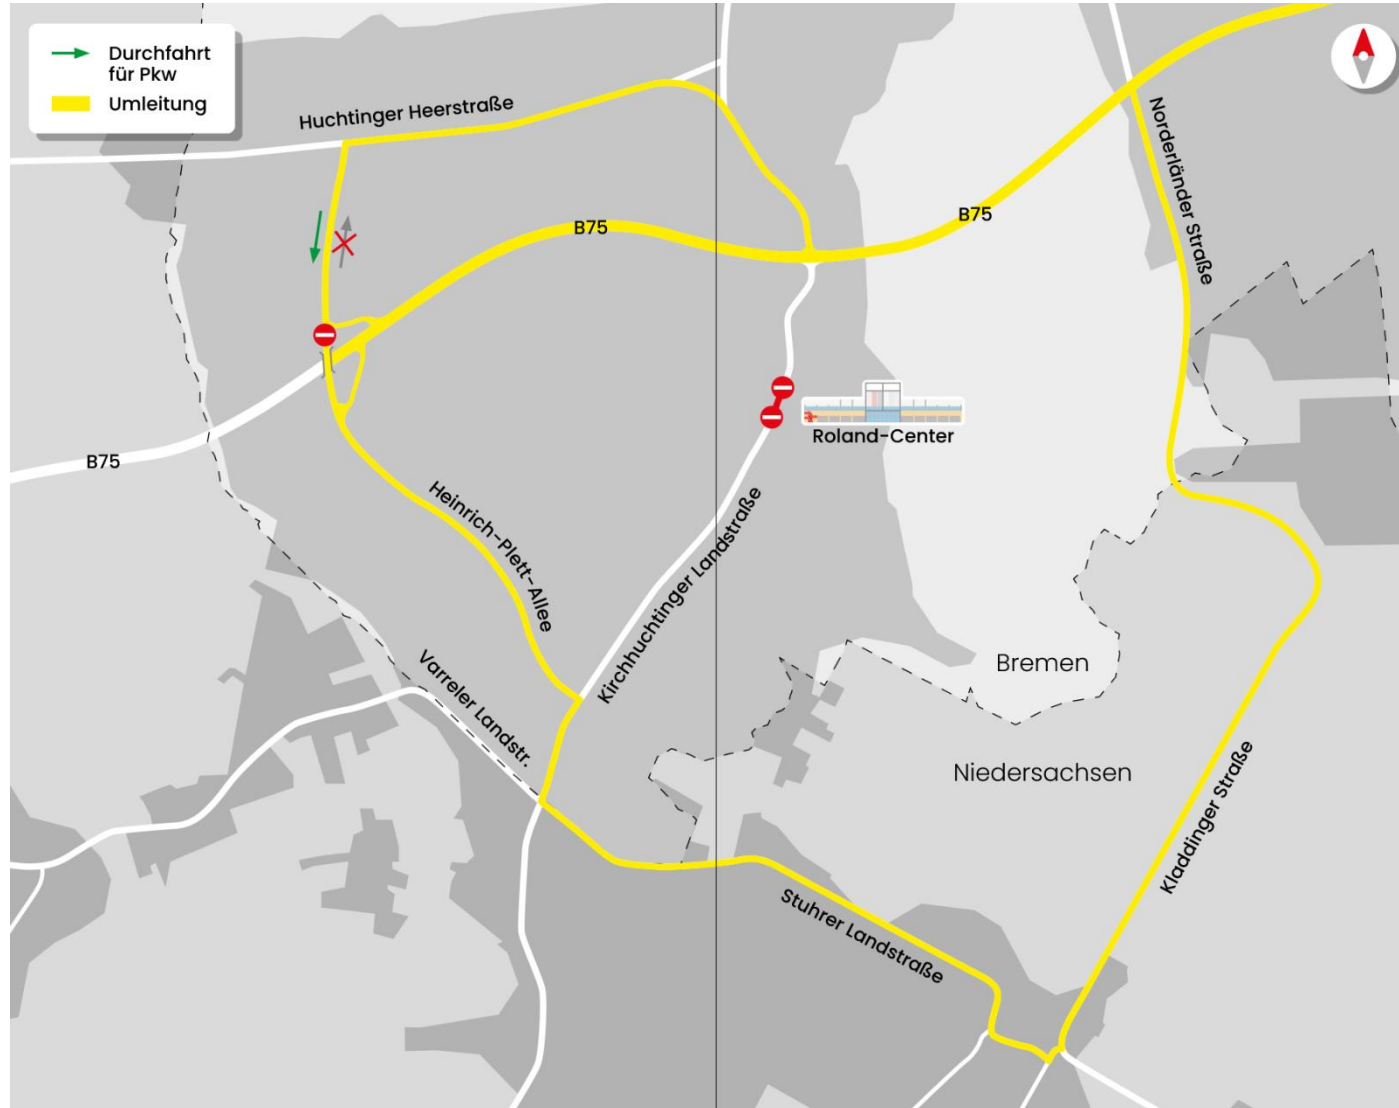 Durchfahrt
für Pkw
Umleitung
Huchtinger Heerstraße
Norderländer Straße
B75
B75
B75
Roland-Center
Heinrich-Plett-Allee
Kirchhuchtinger Landstraße
Varreler Landstr.
Bremen
Niedersachsen
Kladdinger Straße
Stuhrer Landstraße